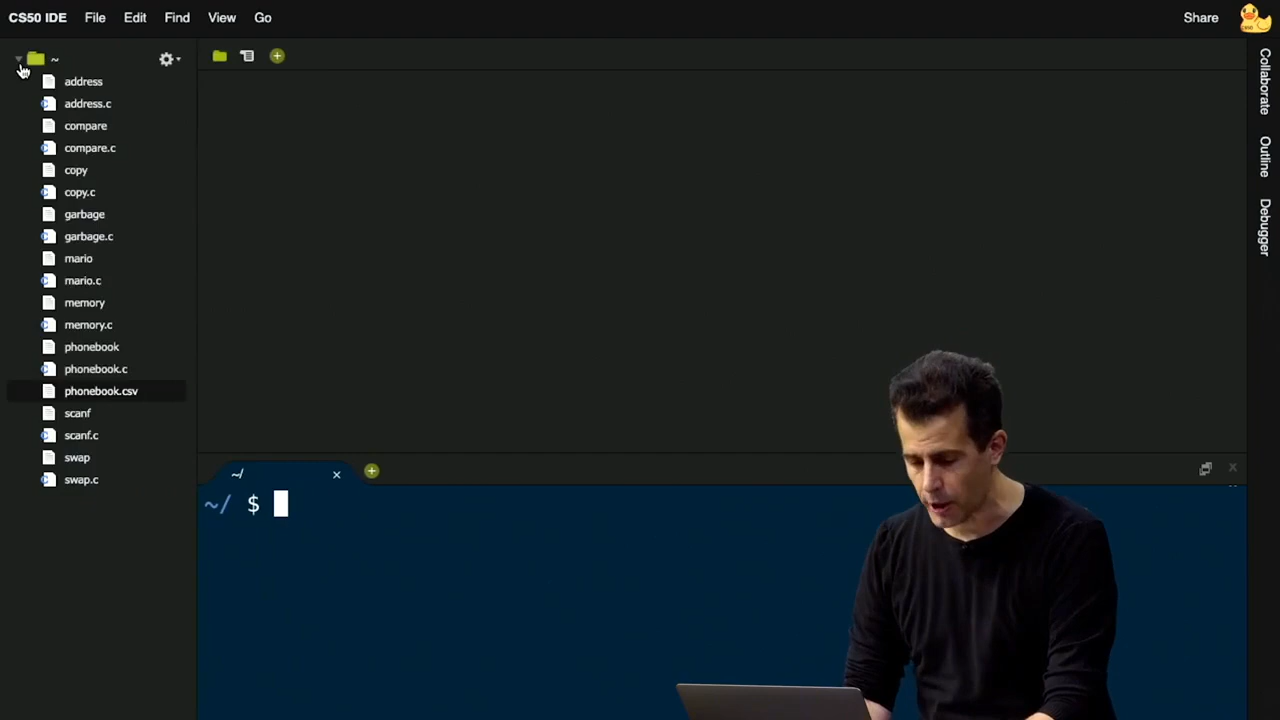 CS50 IDE File Edit Find View Go Share
~
address
address.c
compare
compare.c
copy
copy.c
garbage
garbage.c
mario
mario.c
memory
memory.c
phonebook
phonebook.c
phonebook.csv
scanf
scanf.c
swap
swap.c
~/
~/ $
Collaborate
Outline
Debugger